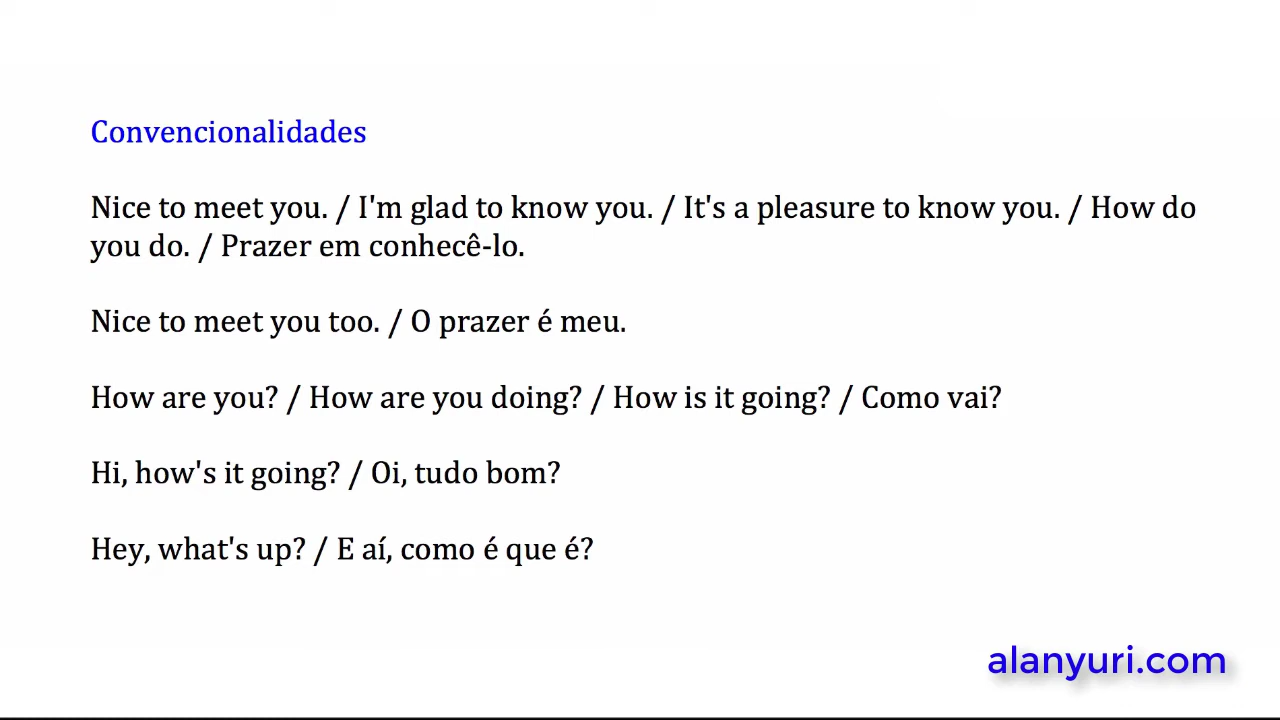 Convencionalidades
Nice to meet you. / I'm glad to know you. / It's a pleasure to know you. / How do
you do. / Prazer em conhecê-lo.
Nice to meet you too. / O prazer é meu.
How are you? / How are you doing? / How is it going? / Como vai?
Hi, how's it going? / Oi, tudo bom?
Hey, what's up? / E aí, como é que é?
alanyuri.com